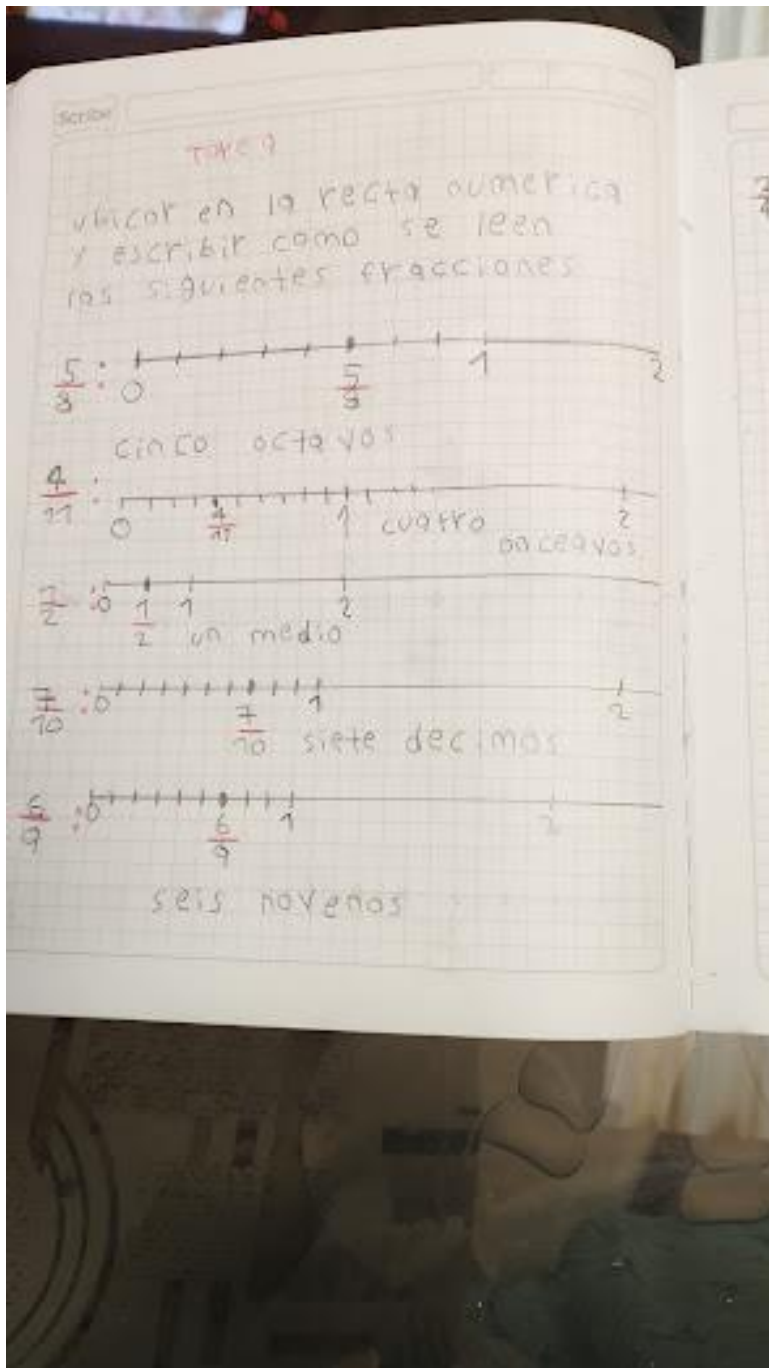 Scribe
Tarea
ubicar en la recta numerica
y escribir como se leen
las siguientes fracciones
5/8: 0 5/8 1 2
cinco octavos
4/11: 0 4/11 1 2
cuatro onceavos
1/2: 0 1/2 1 2
un medio
7/10: 0 7/10 1 2
siete decimos
6/9: 0 6/9 1 2
seis novenos